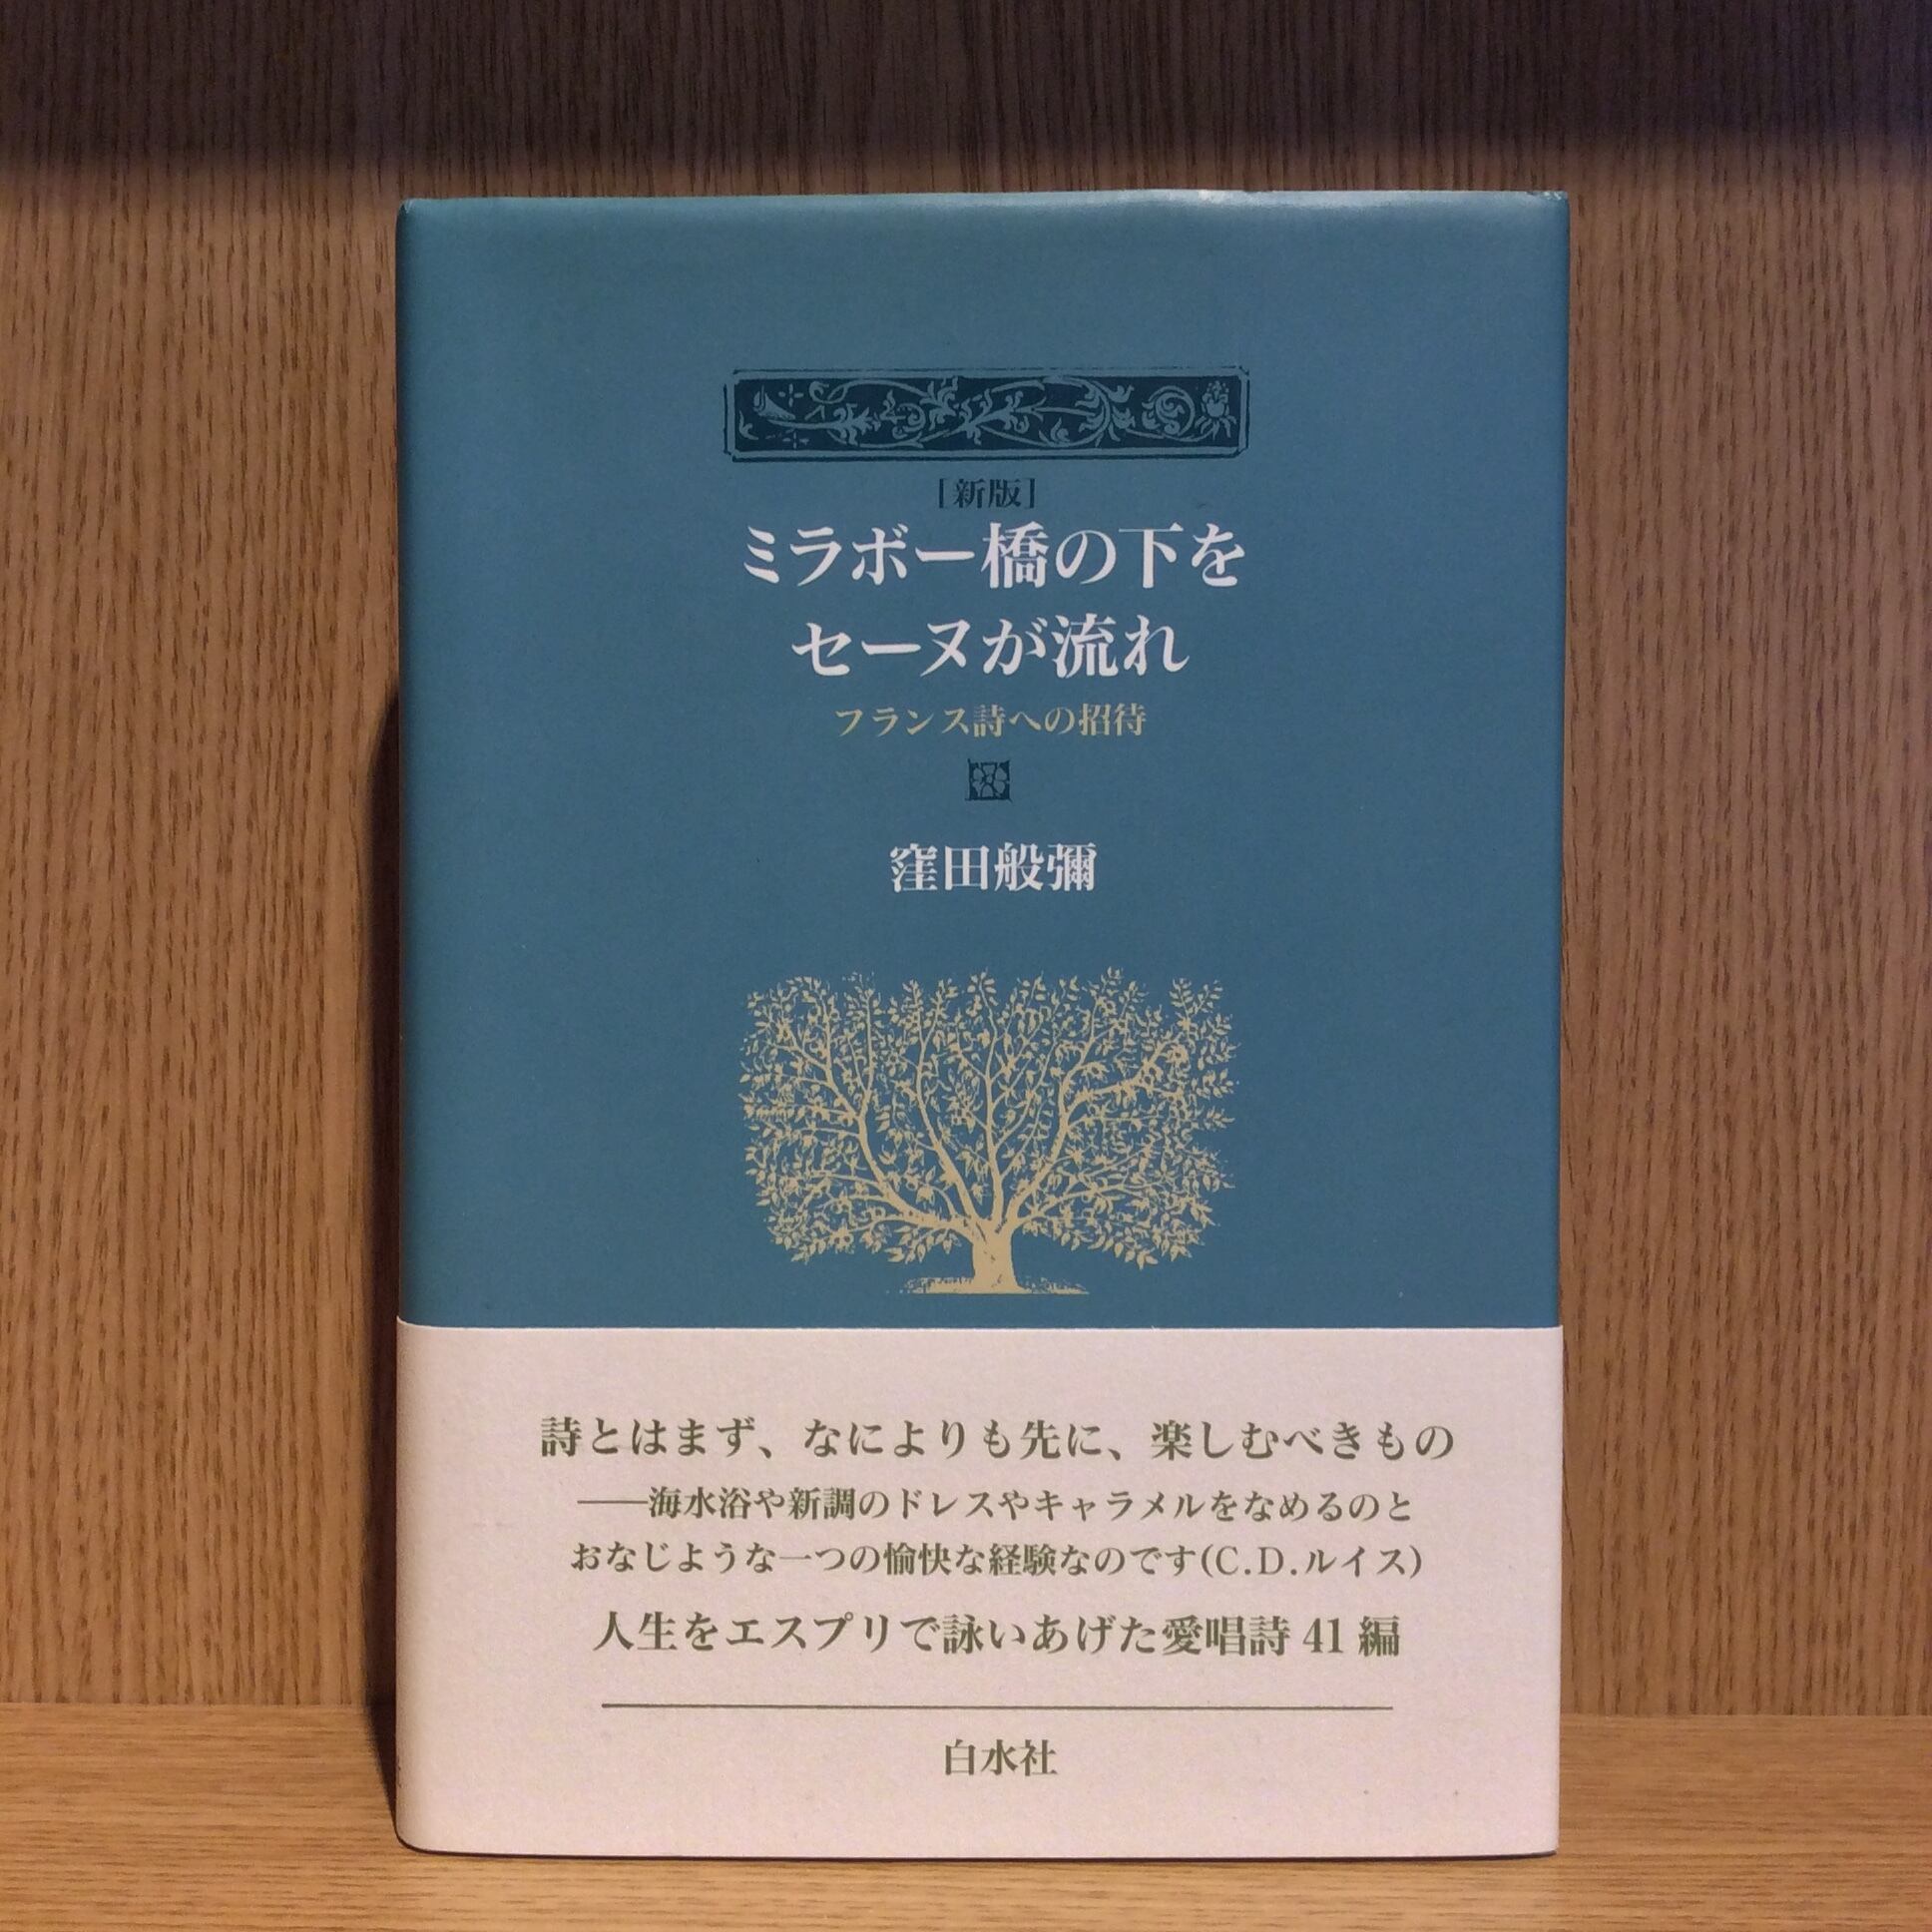 [新版]
ミラボー橋の下を
セーヌが流れ
フランス詩への招待
窪田般彌
詩とはまず、なによりも先に、楽しむべきもの
──海水浴や新調のドレスやキャラメルをなめるのと
おなじような一つの愉快な経験なのです(C.D.ルイス)
人生をエスプリで詠いあげた愛唱詩 41 編
白水社